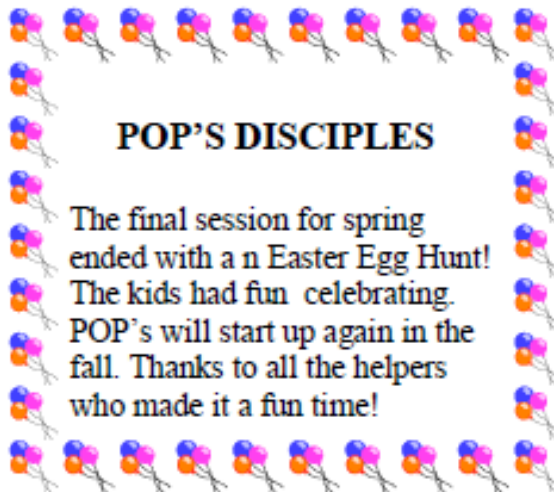 POP’S DISCIPLES
The final session for spring
ended with a n Easter Egg Hunt!
The kids had fun  celebrating.
POP’s will start up again in the
fall. Thanks to all the helpers
who made it a fun time!